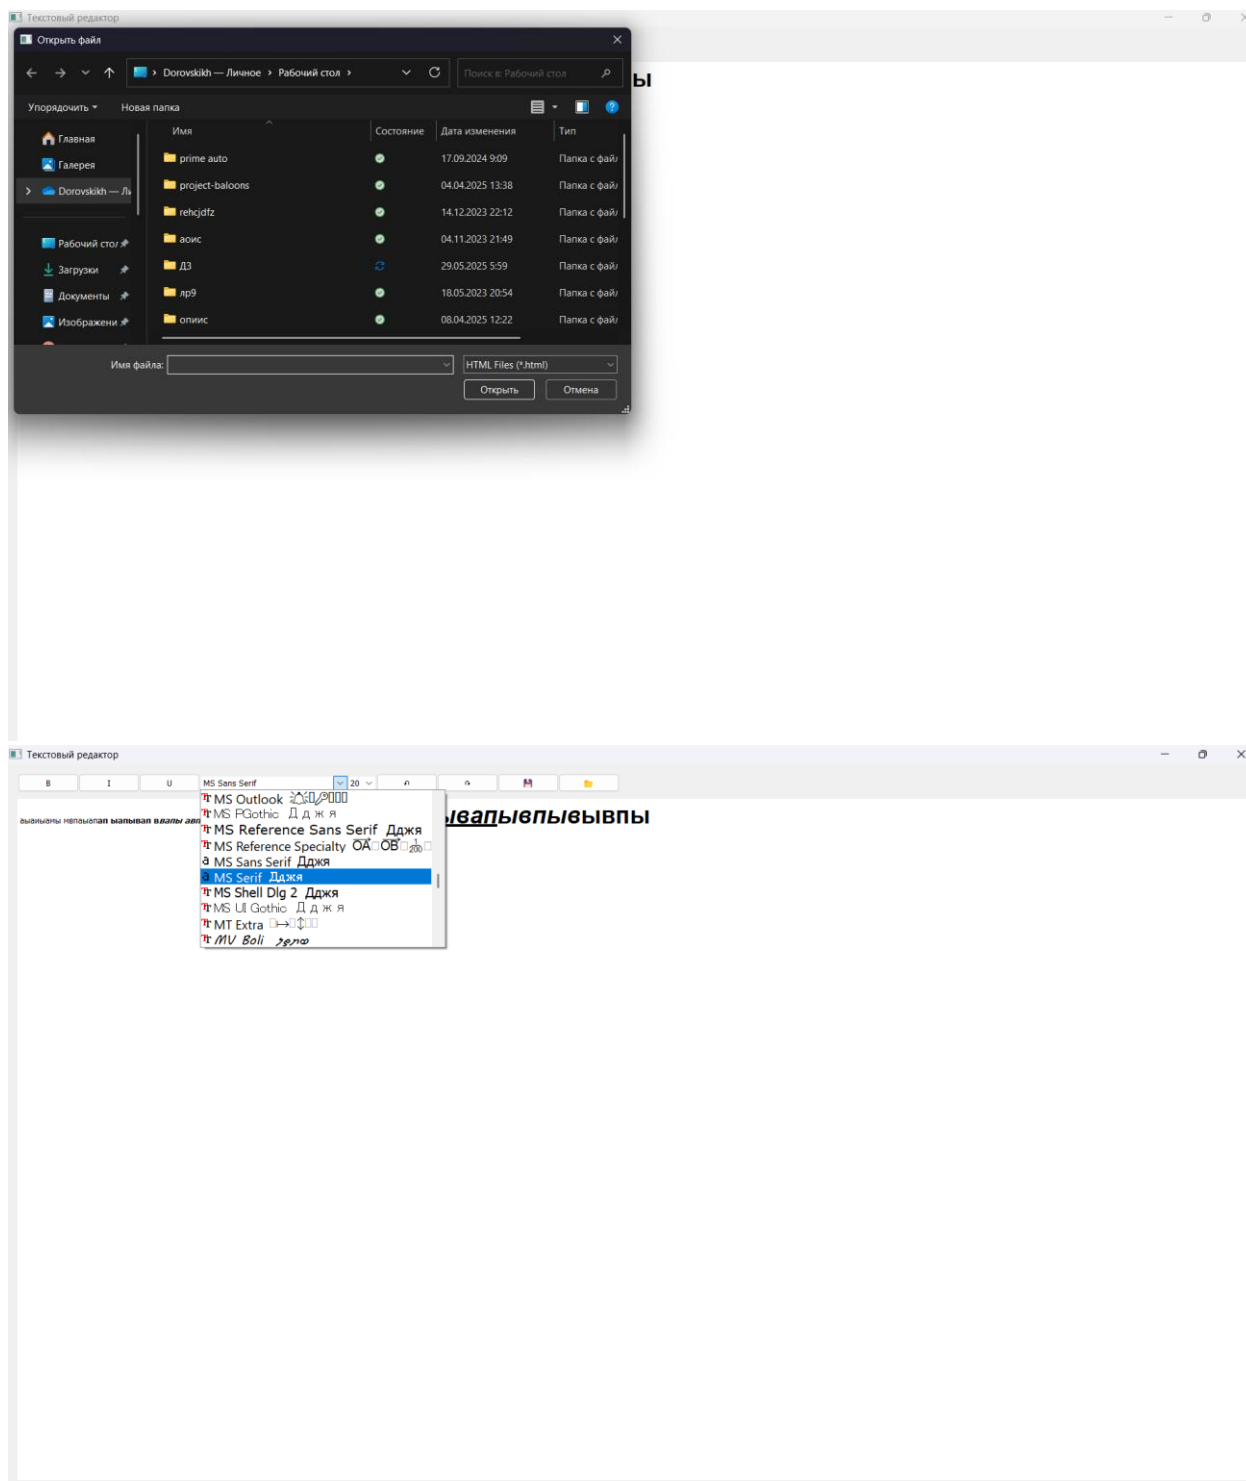 Текстовый редактор
Открыть файл
Dorovskikh — Личное › Рабочий стол ›
Поиск в: Рабочий стол
ы
Упорядочить
Новая папка
Имя Состояние Дата изменения Тип
Главная
Галерея
Dorovskikh — Ли
Рабочий стол
Загрузки
Документы
Изображени
prime auto 17.09.2024 9:09 Папка с фай
project-baloons 04.04.2025 13:38 Папка с фай
rehcjdfz 14.12.2023 22:12 Папка с фай
аоис 04.11.2023 21:49 Папка с фай
ДЗ 29.05.2025 5:59 Папка с фай
лр9 18.05.2023 20:54 Папка с фай
опиис 08.04.2025 12:22 Папка с фай
Имя файла:
HTML Files (*.html)
Открыть Отмена
Текстовый редактор
B I U MS Sans Serif 20
ывапывпывывпы
MS Outlook
MS PGothic Дджя
MS Reference Sans Serif Дджя
MS Reference Specialty
MS Sans Serif Дджя
MS Serif Дджя
MS Shell Dlg 2 Дджя
MS UI Gothic Дджя
MT Extra
MV Boli